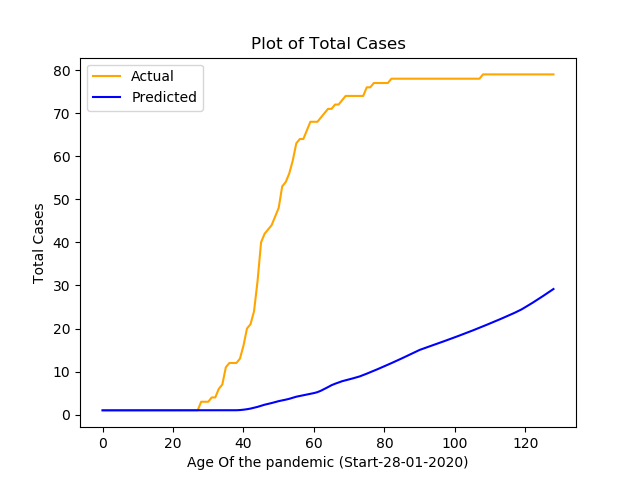 Plot of Total Cases
Actual
Predicted
80
70
60
50
40
30
20
10
0
Total Cases
0 20 40 60 80 100 120
Age Of the pandemic (Start-28-01-2020)